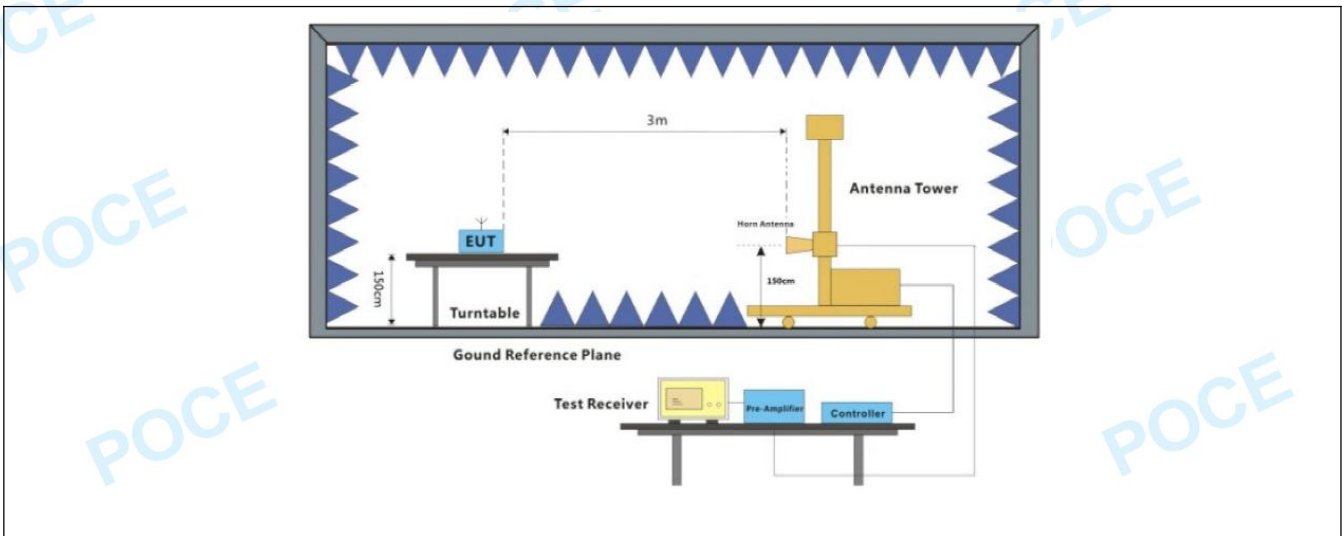 POCE
POCE
3m
Antenna Tower
POCE
POCE
Horn Antenna
EUT
150cm
150cm
Turntable
Gound Reference Plane
POCE
POCE
Test Receiver
Pre-Amplifier
Controller